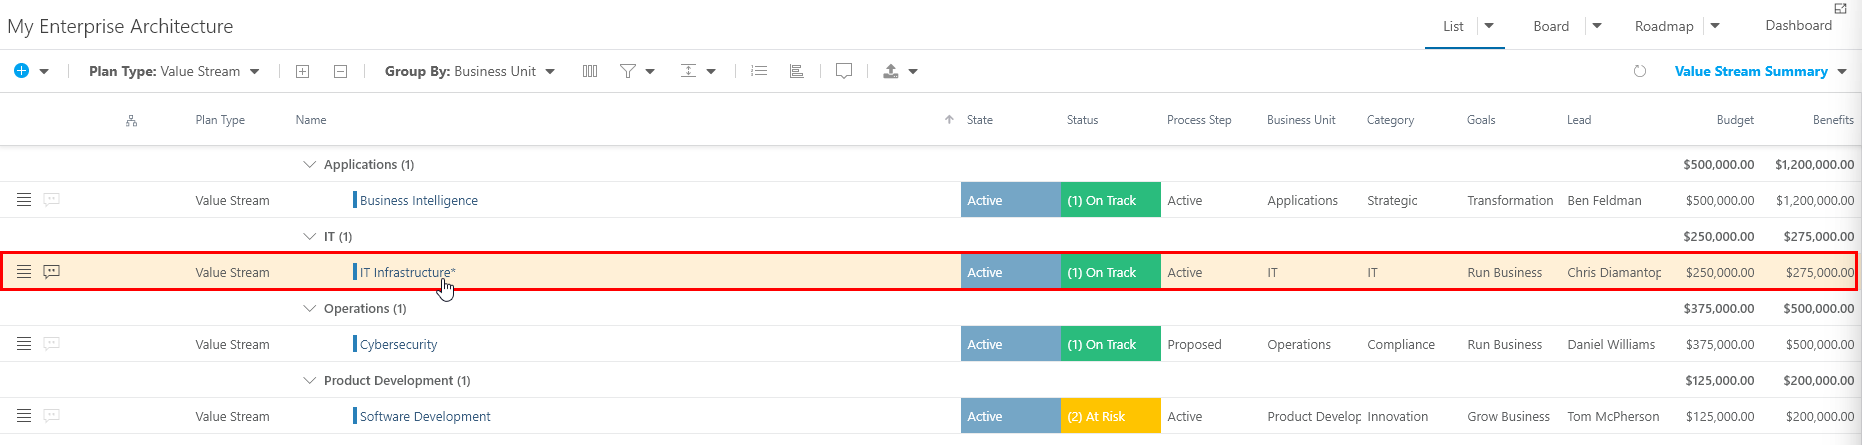 My Enterprise Architecture List Board Roadmap Dashboard
Plan Type: Value Stream Group By: Business Unit Value Stream Summary
Plan Type Name State Status Process Step Business Unit Category Goals Lead Budget Benefits
Applications (1) $500,000.00 $1,200,000.00
Value Stream Business Intelligence Active (1) On Track Active Applications Strategic Transformation Ben Feldman $500,000.00 $1,200,000.00
IT (1) $250,000.00 $275,000.00
Value Stream IT Infrastructure* Active (1) On Track Active IT IT Run Business Chris Diamantop $250,000.00 $275,000.00
Operations (1) $375,000.00 $500,000.00
Value Stream Cybersecurity Active (1) On Track Proposed Operations Compliance Run Business Daniel Williams $375,000.00 $500,000.00
Product Development (1) $125,000.00 $200,000.00
Value Stream Software Development Active (2) At Risk Active Product Develop Innovation Grow Business Tom McPherson $125,000.00 $200,000.00